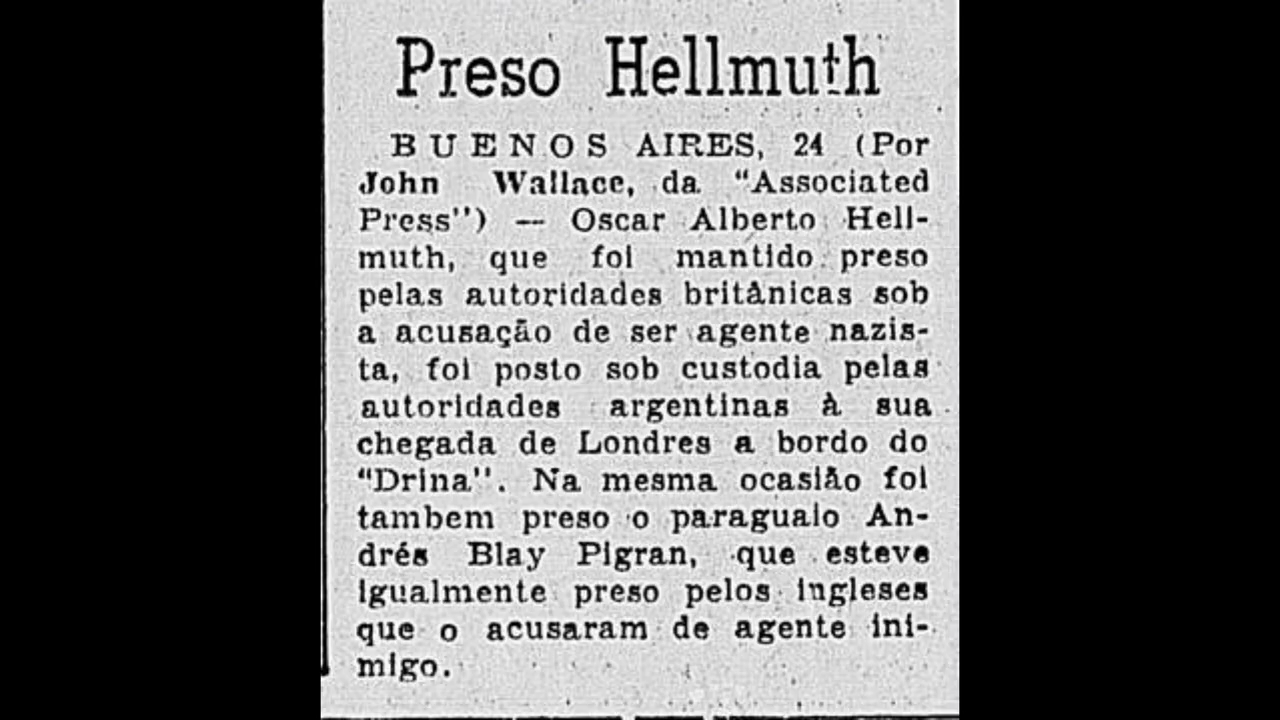 Preso Hellmuth
BUENOS AIRES, 24 (Por
John Wallace, da "Associated
Press") — Oscar Alberto Hell-
muth, que foi mantido preso
pelas autoridades britânicas sob
a acusação de ser agente nazis-
ta, foi posto sob custodia pelas
autoridades argentinas à sua
chegada de Londres a bordo do
"Drina". Na mesma ocasião foi
tambem preso o paraguaio An-
drés Blay Pigran, que esteve
igualmente preso pelos ingleses
que o acusaram de agente ini-
migo.